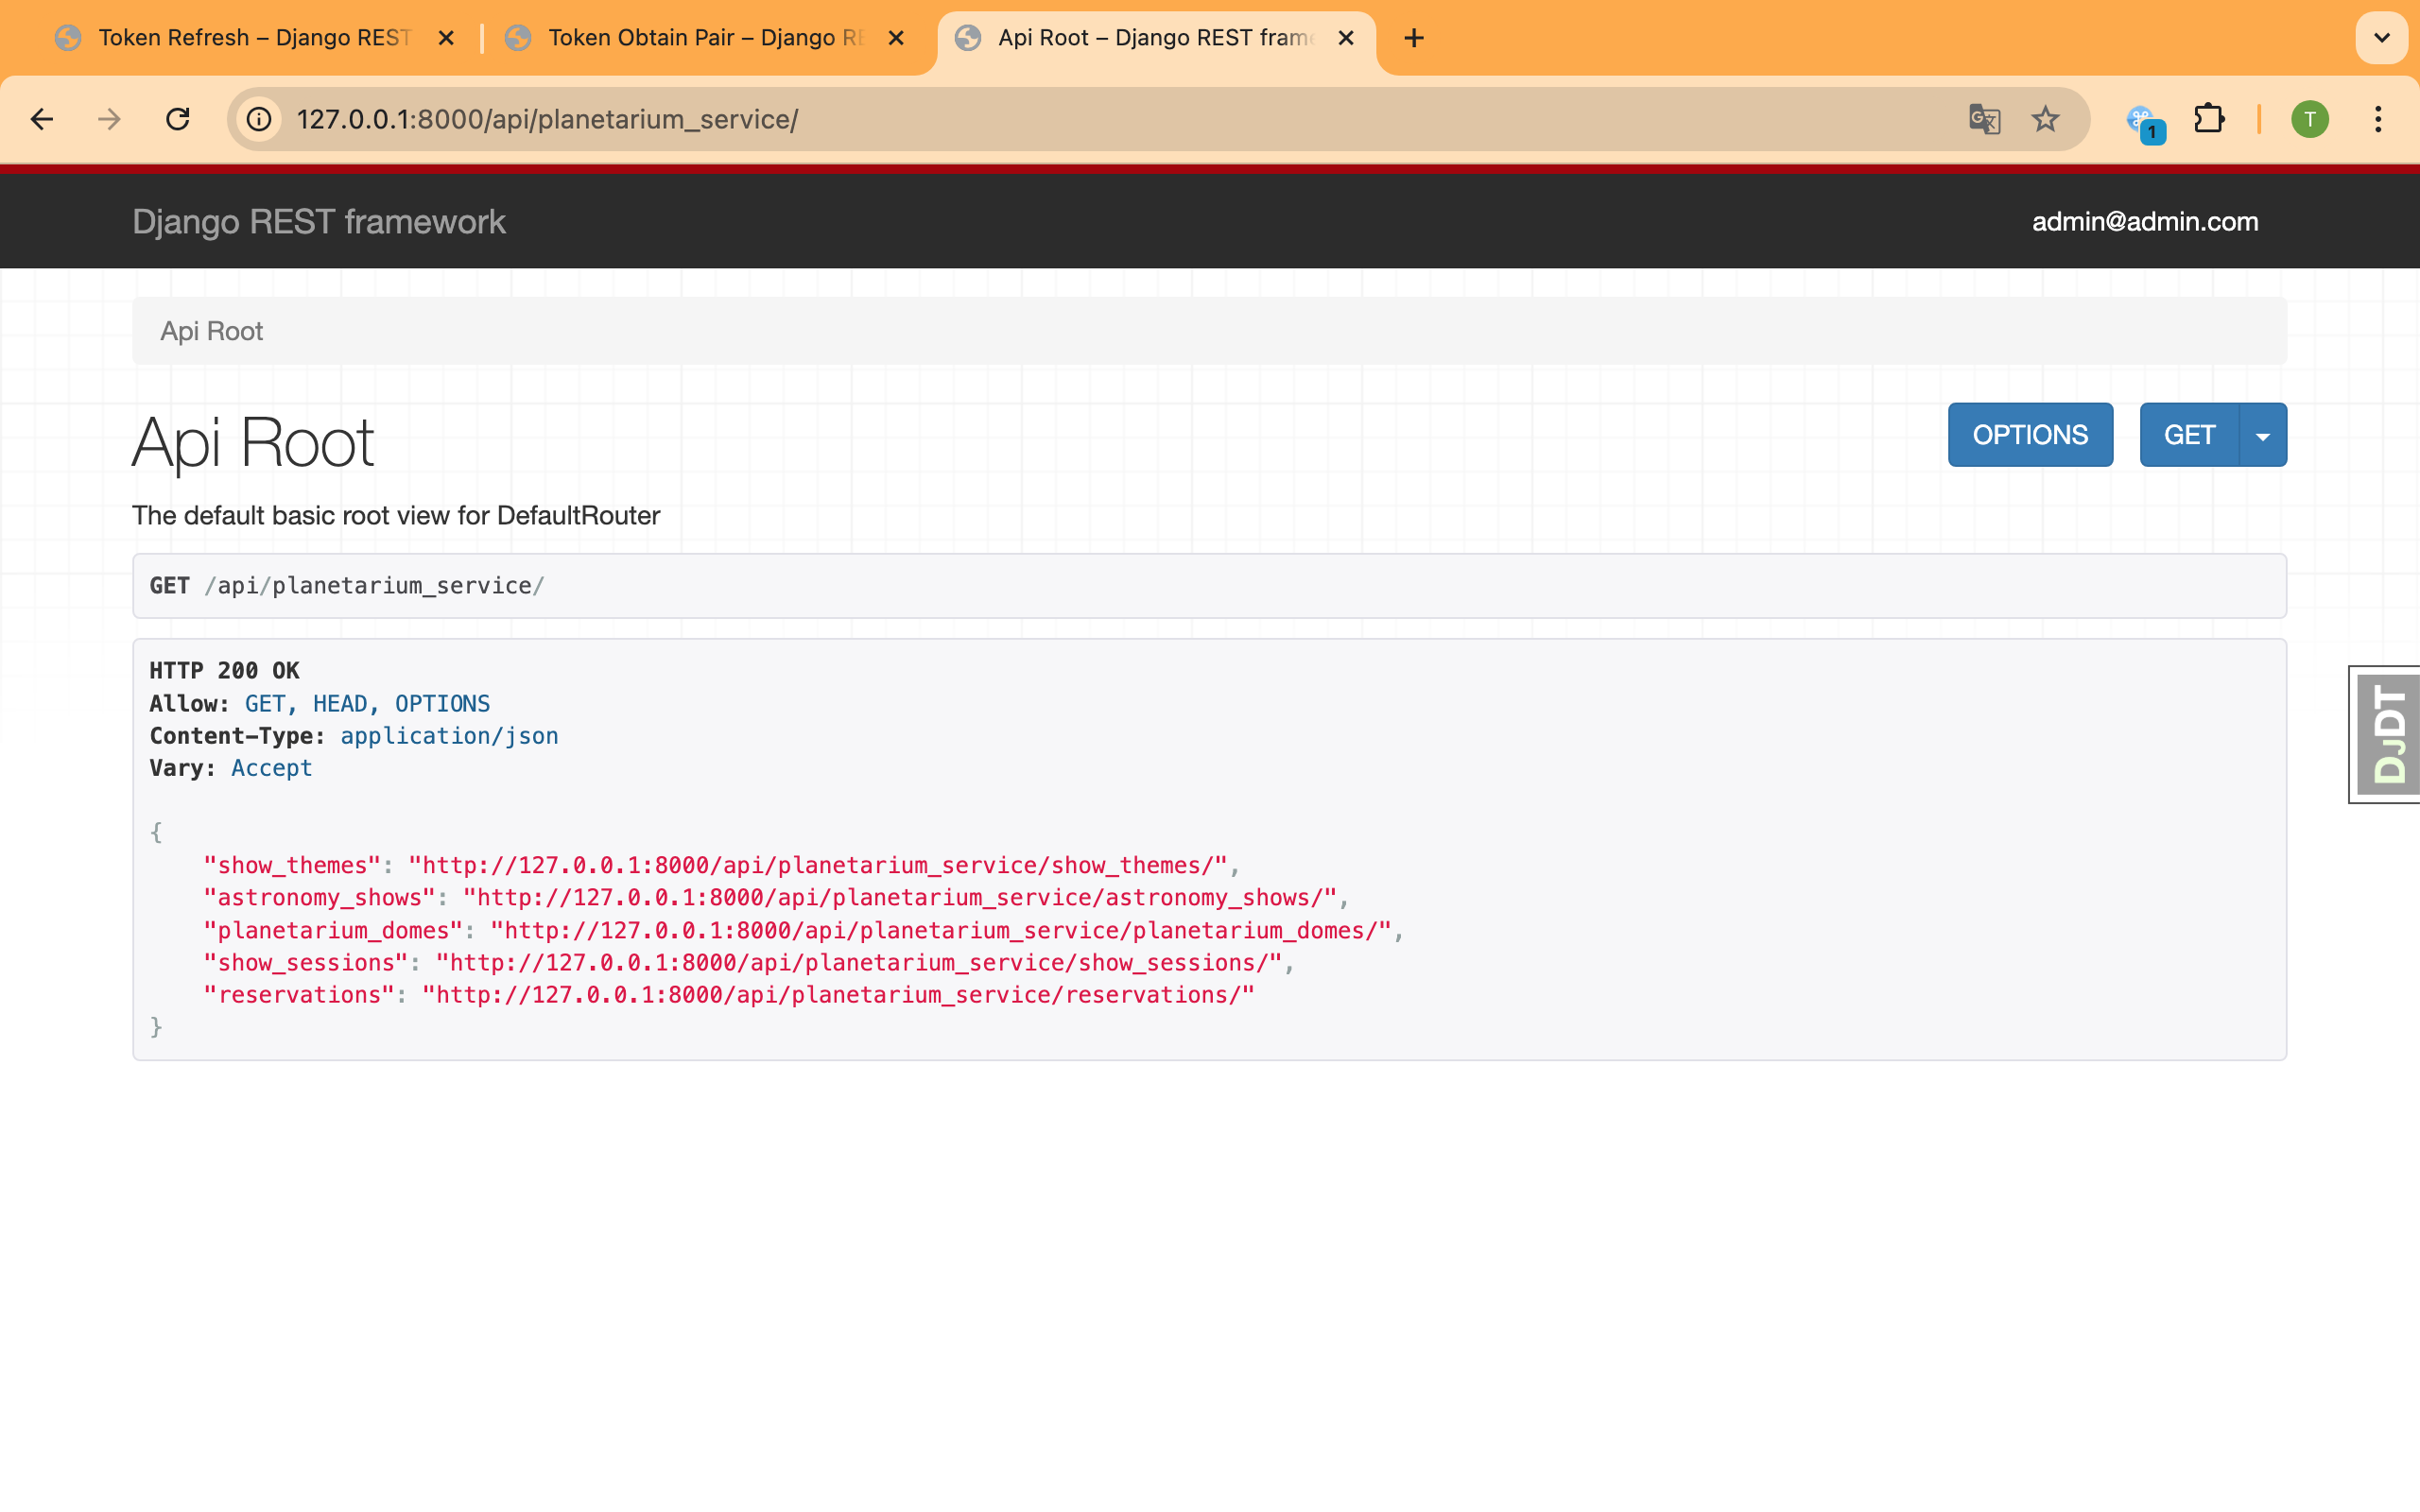 Token Refresh – Django REST
Token Obtain Pair – Django RE
Api Root – Django REST frame
127.0.0.1:8000/api/planetarium_service/
1
T
Django REST framework
admin@admin.com
Api Root
Api Root
OPTIONS
GET
The default basic root view for DefaultRouter
GET /api/planetarium_service/
HTTP 200 OK
Allow: GET, HEAD, OPTIONS
Content-Type: application/json
Vary: Accept
{
"show_themes": "http://127.0.0.1:8000/api/planetarium_service/show_themes/",
"astronomy_shows": "http://127.0.0.1:8000/api/planetarium_service/astronomy_shows/",
"planetarium_domes": "http://127.0.0.1:8000/api/planetarium_service/planetarium_domes/",
"show_sessions": "http://127.0.0.1:8000/api/planetarium_service/show_sessions/",
"reservations": "http://127.0.0.1:8000/api/planetarium_service/reservations/"
}
DJDT